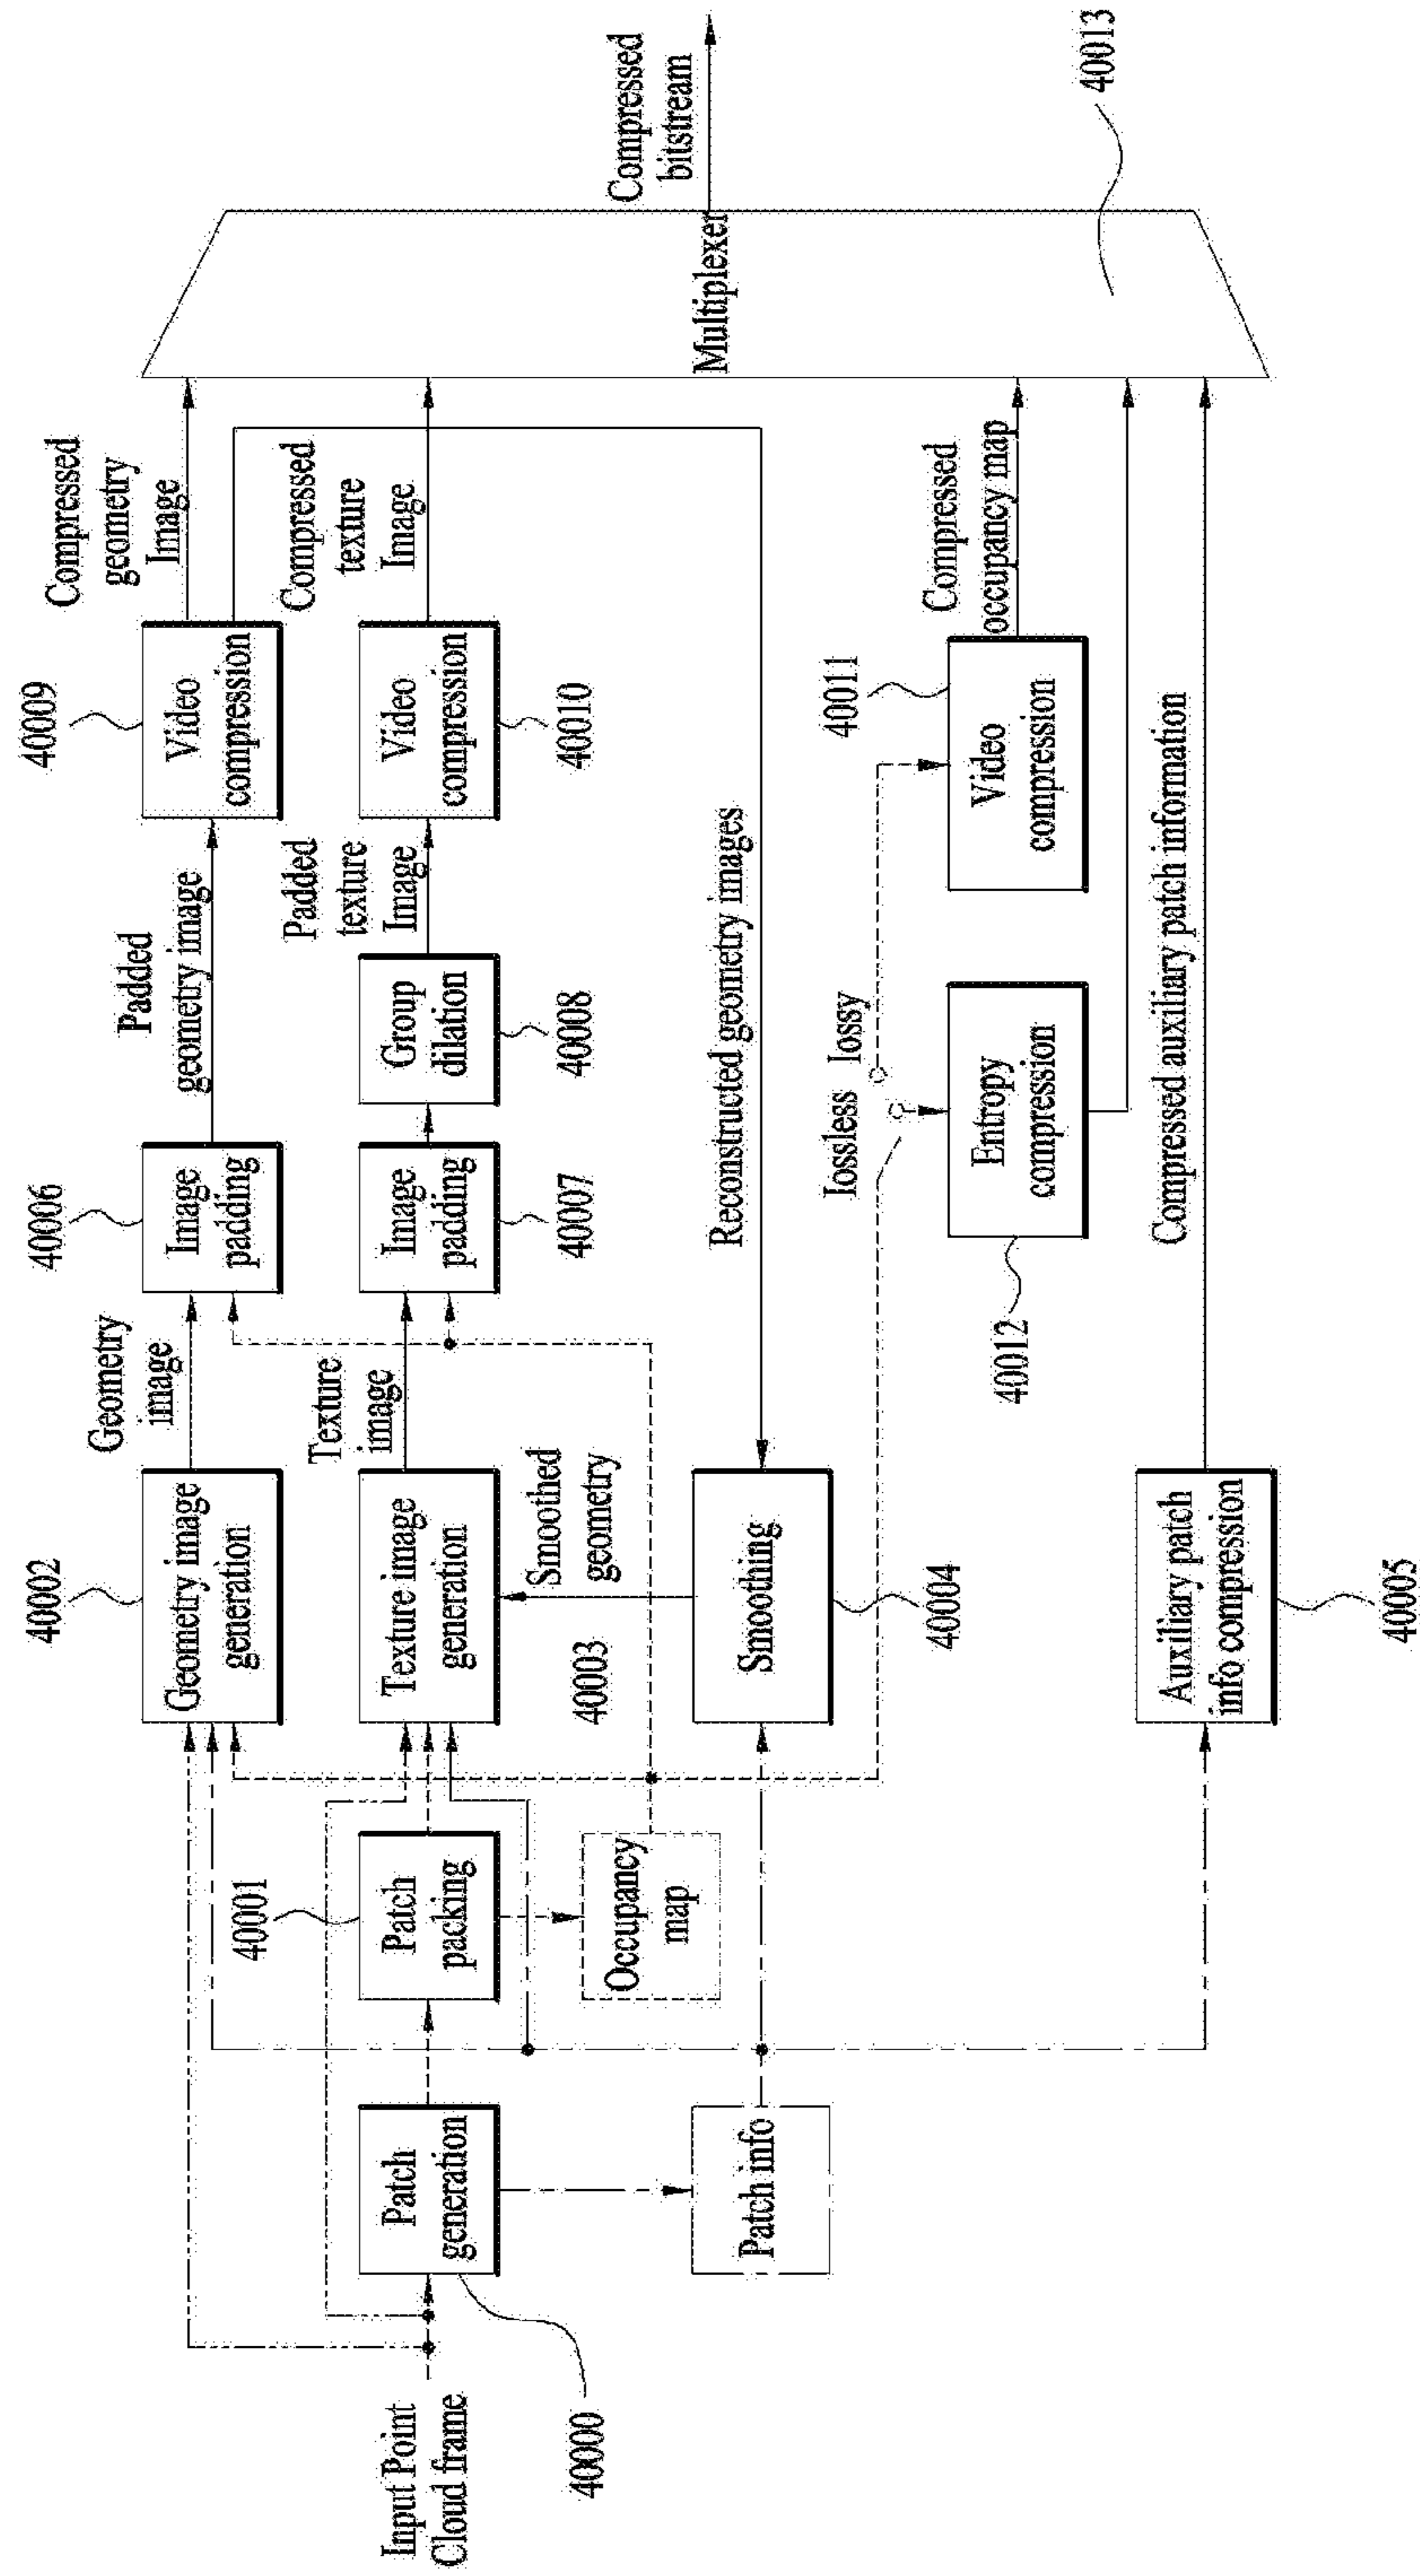 40002
Geometry image
generation
Geometry
image
40006
Image
padding
Padded
geometry image
40009
Video
compression
Compressed
geometry
Image
Input Point
Cloud frame
40000
Patch
generation
40001
Patch
packing
Texture image
generation
40003
Texture
image
Image
padding
40007
Group
dilation
40008
Padded
texture
Image
Video
compression
40010
Compressed
texture
Image
Occupancy
map
Smoothed
geometry
Patch info
Smoothing
40004
Reconstructed geometry images
lossless
lossy
Entropy
compression
40012
40011
Video
compression
Compressed
occupancy map
Auxiliary patch
info compression
40005
Compressed auxiliary patch information
Multiplexer
40013
Compressed
bitstream